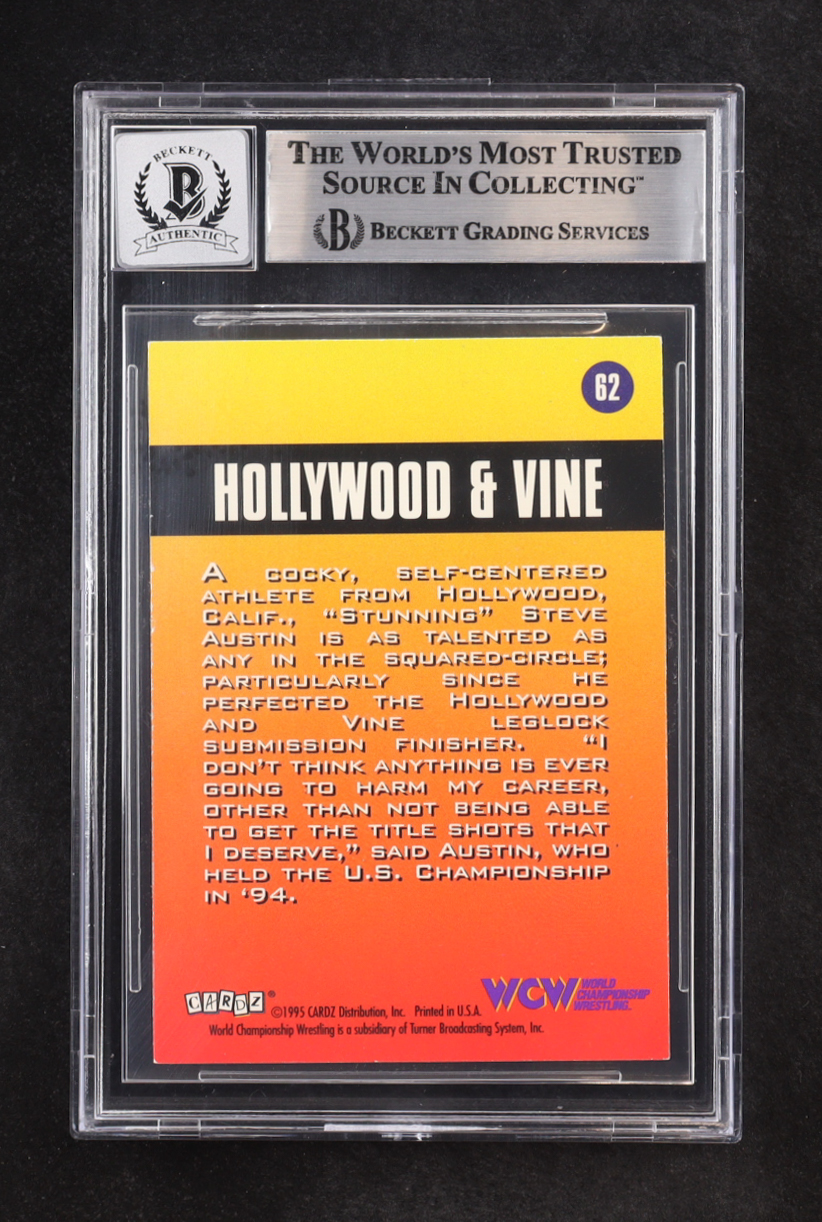 BECKETT
B
AUTHENTIC
THE WORLD'S MOST TRUSTED
SOURCE IN COLLECTING™
B BECKETT GRADING SERVICES
62
HOLLYWOOD & VINE
A COCKY, SELF-CENTERED
ATHLETE FROM HOLLYWOOD,
CALIF., "STUNNING" STEVE
AUSTIN IS AS TALENTED AS
ANY IN THE SQUARED-CIRCLE;
PARTICULARLY SINCE HE
PERFECTED THE HOLLYWOOD
AND VINE LEGLOCK
SUBMISSION FINISHER. "I
DON'T THINK ANYTHING IS EVER
GOING TO HARM MY CAREER,
OTHER THAN NOT BEING ABLE
TO GET THE TITLE SHOTS THAT
I DESERVE," SAID AUSTIN, WHO
HELD THE U.S. CHAMPIONSHIP
IN '94.
CARDZ® ©1995 CARDZ Distribution, Inc. Printed in U.S.A.
WCW WORLD
CHAMPIONSHIP
WRESTLING™
World Championship Wrestling is a subsidiary of Turner Broadcasting System, Inc.